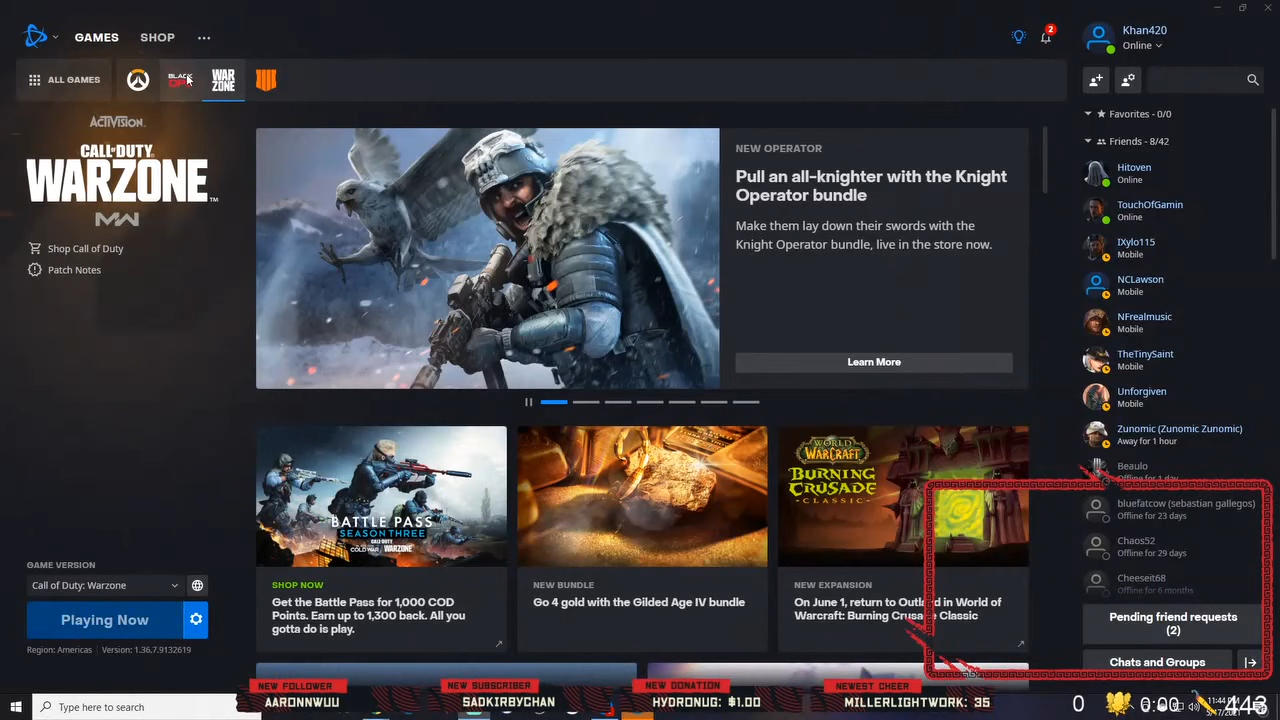 GAMES
SHOP
2
Khan420
Online
ALL GAMES
BLACK OPS
WAR ZONE
ACTIVISION.
CALL OF DUTY
WARZONE
MW
Shop Call of Duty
Patch Notes
NEW OPERATOR
Pull an all-knighter with the Knight
Operator bundle
Make them lay down their swords with the
Knight Operator bundle, live in the store now.
Learn More
Favorites - 0/0
Friends - 8/42
Hitoven
Online
TouchOfGamin
Online
IXylo115
Mobile
NCLawson
Mobile
NFrealmusic
Mobile
TheTinySaint
Mobile
Unforgiven
Mobile
Zunomic (Zunomic Zunomic)
Away for 1 hour
Beaulo
Offline for 1 day
bluefatcow (sebastian gallegos)
Offline for 23 days
Chaos52
Offline for 29 days
Cheeseit68
Offline for 6 months
Pending friend requests
(2)
Chats and Groups
BATTLE PASS
SEASON THREE
COLD WAR WARZONE
SHOP NOW
Get the Battle Pass for 1,000 COD
Points. Earn up to 1,300 back. All you
gotta do is play.
NEW BUNDLE
Go 4 gold with the Gilded Age IV bundle
WORLD
WARCRAFT
BURNING
CRUSADE
CLASSIC
NEW EXPANSION
On June 1, return to Outland in World of
Warcraft: Burning Crusade Classic
GAME VERSION
Call of Duty: Warzone
Playing Now
Region: Americas
Version: 1.36.7.9132619
NEW FOLLOWER
AARONNWUU
NEW SUBSCRIBER
SADKIRBYCHAN
NEW DONATION
HYDRONUG: $1.00
NEWEST CHEER
MILLERLIGHTWORK: 35
Type here to search
0
0:00
443